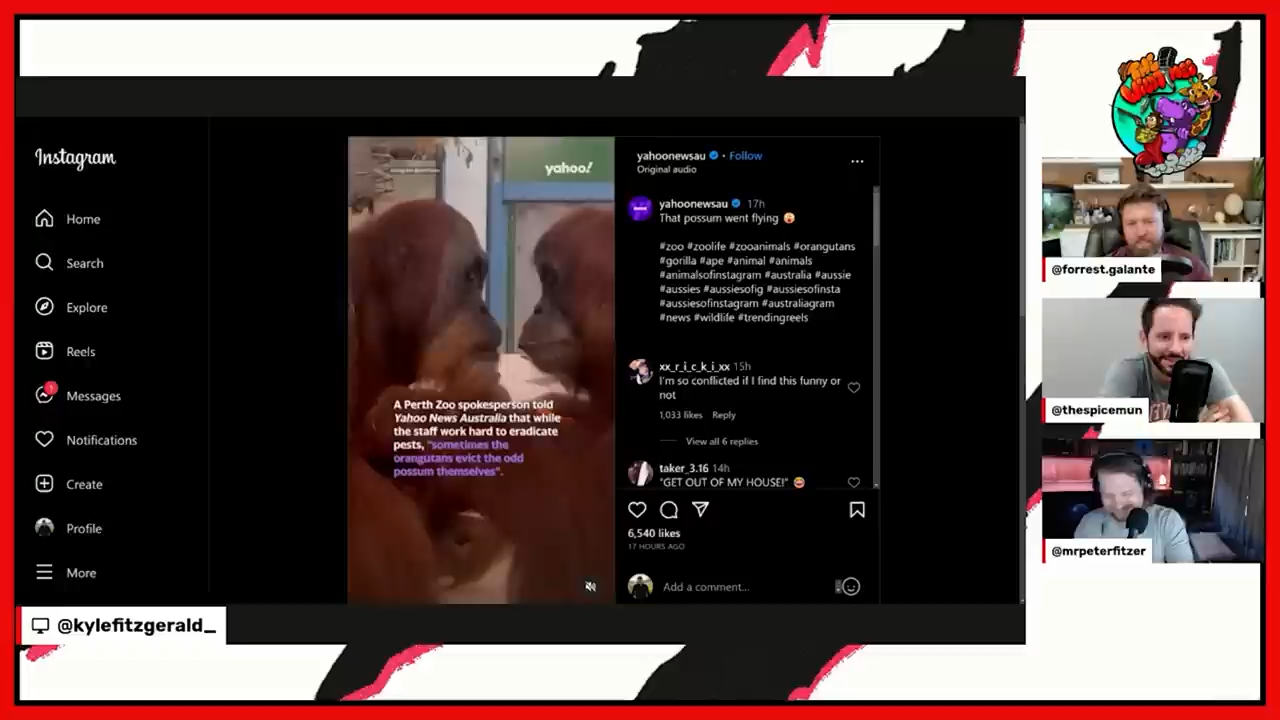 Instagram
Home
Search
Explore
Reels
1
Messages
Notifications
Create
Profile
More
@kylefitzgerald_
yahoo!
A Perth Zoo spokesperson told
Yahoo News Australia that while
the staff work hard to eradicate
pests, "sometimes the
orangutans evict the odd
possum themselves".
yahoonewsau • Follow
Original audio
yahoonewsau 17h
That possum went flying
#zoo #zoolife #zooanimals #orangutans
#gorilla #ape #animal #animals
#animalsofinstagram #australia #aussie
#aussies #aussiesofig #aussiesofinsta
#aussiesofinstagram #australiagram
#news #wildlife #trendingreels
xx_r_i_c_k_i_xx 15h
I'm so conflicted if I find this funny or
not
1,033 likes Reply
View all 6 replies
taker_3.16 14h
"GET OUT OF MY HOUSE!"
6,540 likes
17 HOURS AGO
Add a comment...
THE
WILD
@forrest.galante
@thespicemun
@mrpeterfitzer